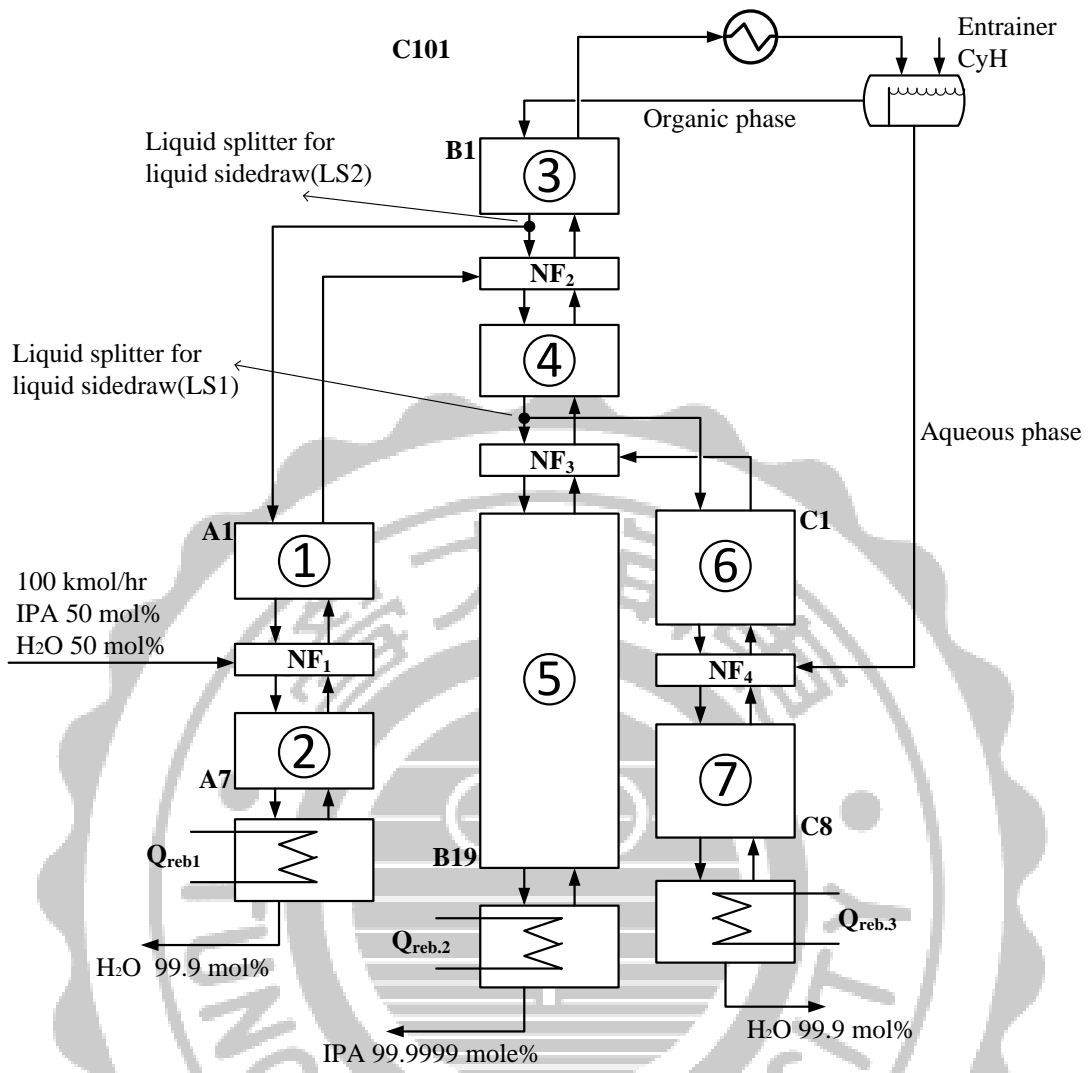 C101
Entrainer
CyH
Organic phase
Liquid splitter for
liquid sidedraw(LS2)
B1
3
NF2
Liquid splitter for
liquid sidedraw(LS1)
4
Aqueous phase
NF3
A1
1
C1
6
100 kmol/hr
IPA 50 mol%
H2O 50 mol%
NF1
5
NF4
2
A7
7
C8
Qreb1
B19
Qreb.2
Qreb.3
H2O 99.9 mol%
H2O 99.9 mol%
IPA 99.9999 mole%